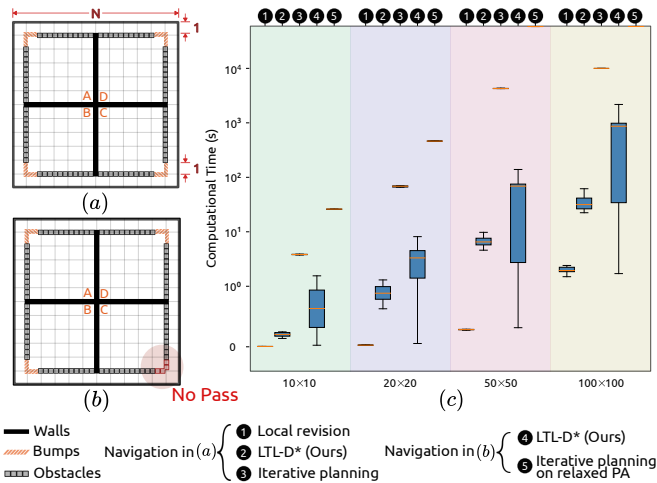 N
1
A D
B C
1
(a)
A D
B C
No Pass
(b)
1 2 3 4 5 1 2 3 4 5 1 2 3 4 5 1 2 3 4 5
Computational Time (s)
10⁴
10³
10²
10¹
10⁰
0
10×10 20×20 50×50 100×100
(c)
Walls
Bumps
Obstacles
Navigation in (a)
1 Local revision
2 LTL-D* (Ours)
3 Iterative planning
Navigation in (b)
4 LTL-D* (Ours)
5 Iterative planning
on relaxed PA